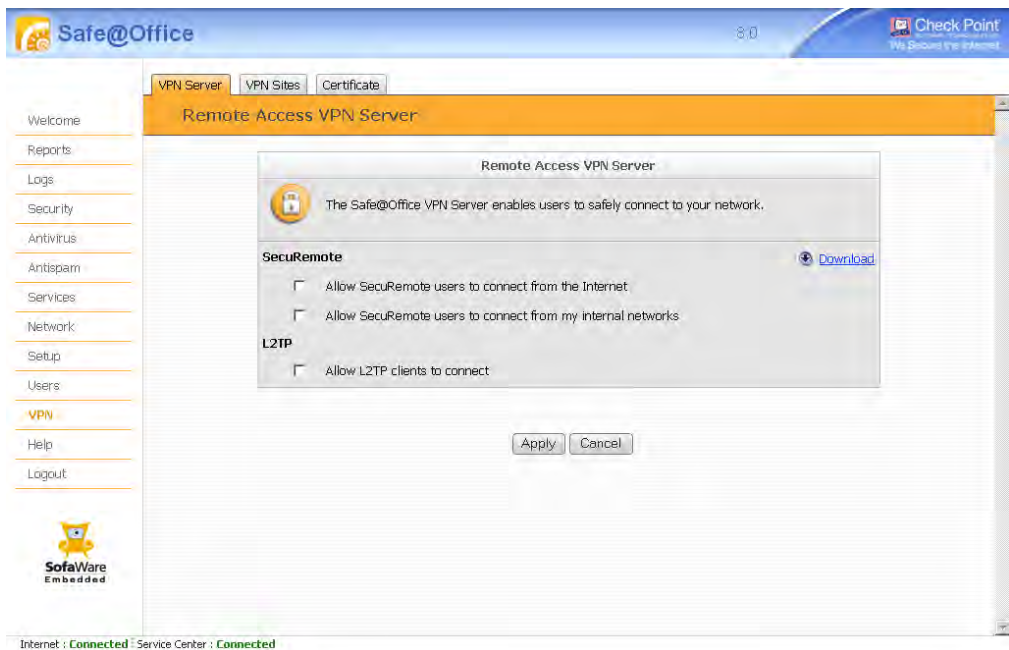 Safe@Office
8.0
Check Point
We Secure the Internet
VPN Server
VPN Sites
Certificate
Remote Access VPN Server
Welcome
Reports
Logs
Security
Antivirus
Antispam
Services
Network
Setup
Users
VPN
Help
Logout
Remote Access VPN Server
The Safe@Office VPN Server enables users to safely connect to your network.
SecuRemote
Download
Allow SecuRemote users to connect from the Internet
Allow SecuRemote users to connect from my internal networks
L2TP
Allow L2TP clients to connect
Apply
Cancel
SofaWare
Embedded
Internet : Connected Service Center : Connected